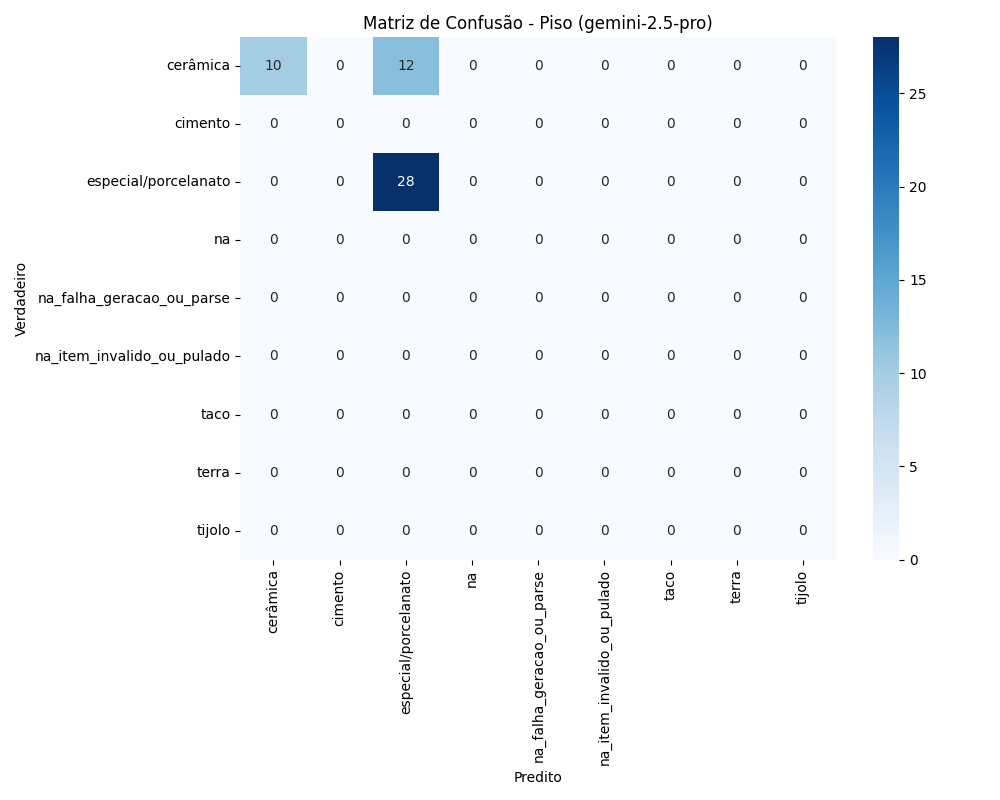 Matriz de Confusão - Piso (gemini-2.5-pro)
cerâmica 10 0 12 0 0 0 0 0 0
cimento 0 0 0 0 0 0 0 0 0
especial/porcelanato 0 0 28 0 0 0 0 0 0
na 0 0 0 0 0 0 0 0 0
na_falha_geracao_ou_parse 0 0 0 0 0 0 0 0 0
na_item_invalido_ou_pulado 0 0 0 0 0 0 0 0 0
taco 0 0 0 0 0 0 0 0 0
terra 0 0 0 0 0 0 0 0 0
tijolo 0 0 0 0 0 0 0 0 0
Verdadeiro
cerâmica
cimento
especial/porcelanato
na
na_falha_geracao_ou_parse
na_item_invalido_ou_pulado
taco
terra
tijolo
Predito
25
20
15
10
5
0